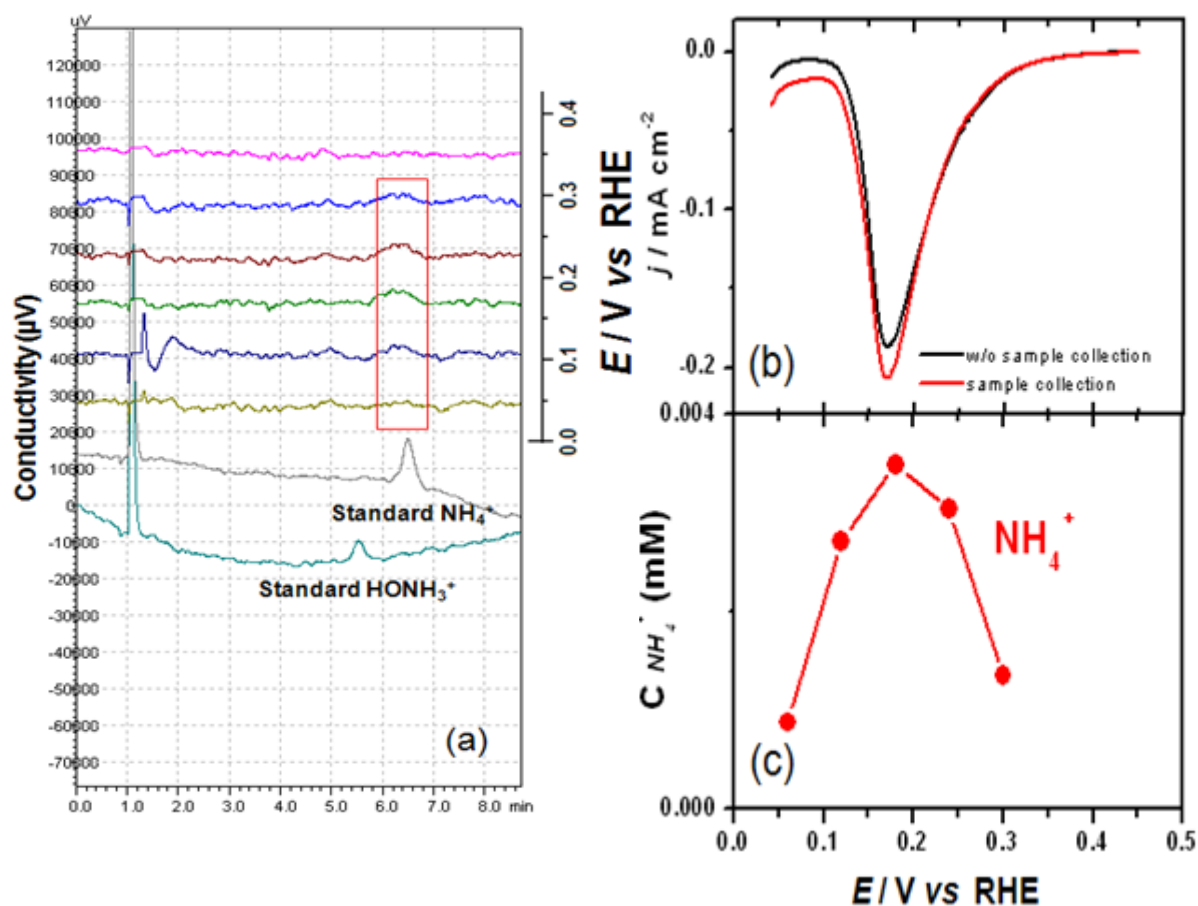 uV
120000
110000
100000
90000
80000
70000
60000
50000
40000
30000
20000
10000
0
-10000
-20000
-30000
-40000
-50000
-60000
-70000
0.0 1.0 2.0 3.0 4.0 5.0 6.0 7.0 8.0 min
Conductivity (µV)
Standard NH₄⁺
Standard HONH₃⁺
(a)
0.4
0.3
0.2
0.1
0.0
E / V vs RHE
0.0
-0.1
-0.2
j / mA cm⁻²
(b)
w/o sample collection
sample collection
0.004
0.000
C NH₄⁺ (mM)
NH₄⁺
(c)
0.0 0.1 0.2 0.3 0.4 0.5
E / V vs RHE